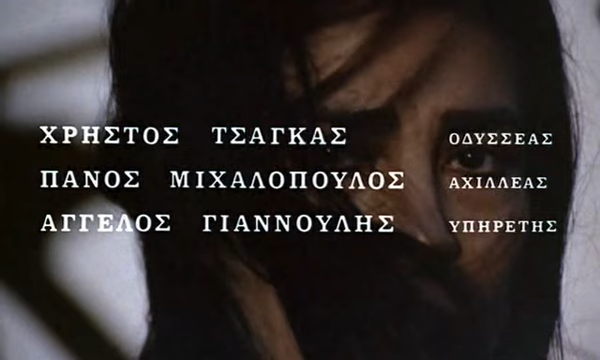 ΧΡΗΣΤΟΣ ΤΣΑΓΚΑΣ ΟΔΥΣΣΕΑΣ
ΠΑΝΟΣ ΜΙΧΑΛΟΠΟΥΛΟΣ ΑΧΙΛΛΕΑΣ
ΑΓΓΕΛΟΣ ΓΙΑΝΝΟΥΛΗΣ ΥΠΗΡΕΤΗΣ